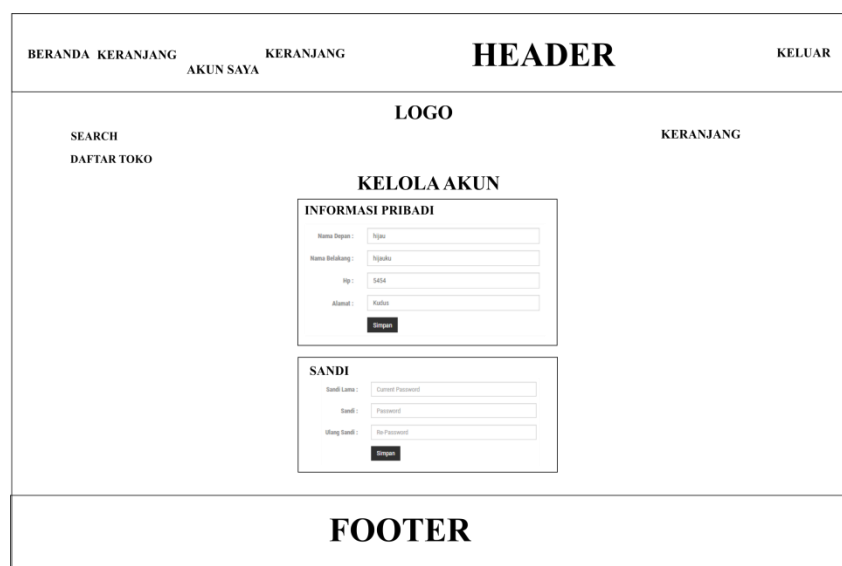 BERANDA KERANJANG
AKUN SAYA
KERANJANG
HEADER
KELUAR
LOGO
SEARCH
KERANJANG
DAFTAR TOKO
KELOLA AKUN
INFORMASI PRIBADI
Nama Depan : Nijau
Nama Belakang : Nijauku
Hp : 5454
Alamat : Kudus
Simpan
SANDI
Sandi Lama : Current Password
Sandi : Password
Ulang Sandi : Re-Password
Simpan
FOOTER